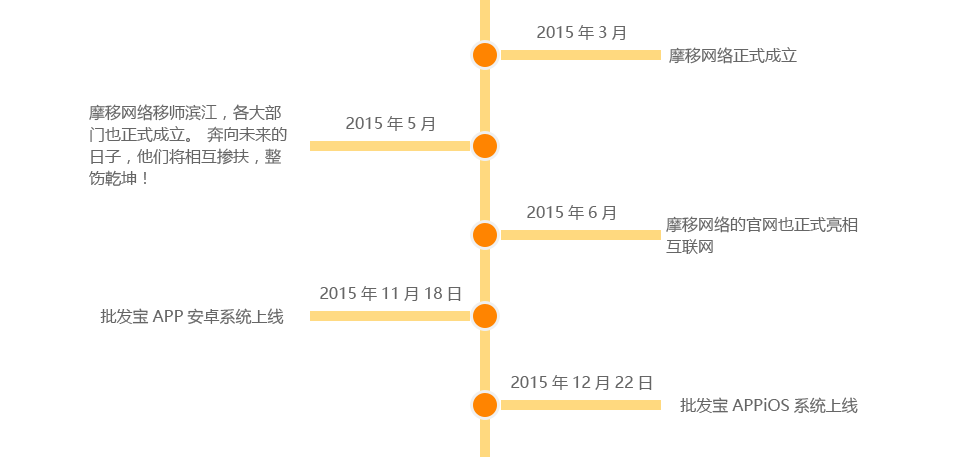 2015 年 3 月
摩移网络正式成立
2015 年 5 月
摩移网络移师滨江，各大部
门也正式成立。 奔向未来的
日子，他们将相互掺扶，整
饬乾坤！
2015 年 6 月
摩移网络的官网也正式亮相
互联网
2015 年 11 月 18 日
批发宝 APP 安卓系统上线
2015 年 12 月 22 日
批发宝 APPiOS 系统上线